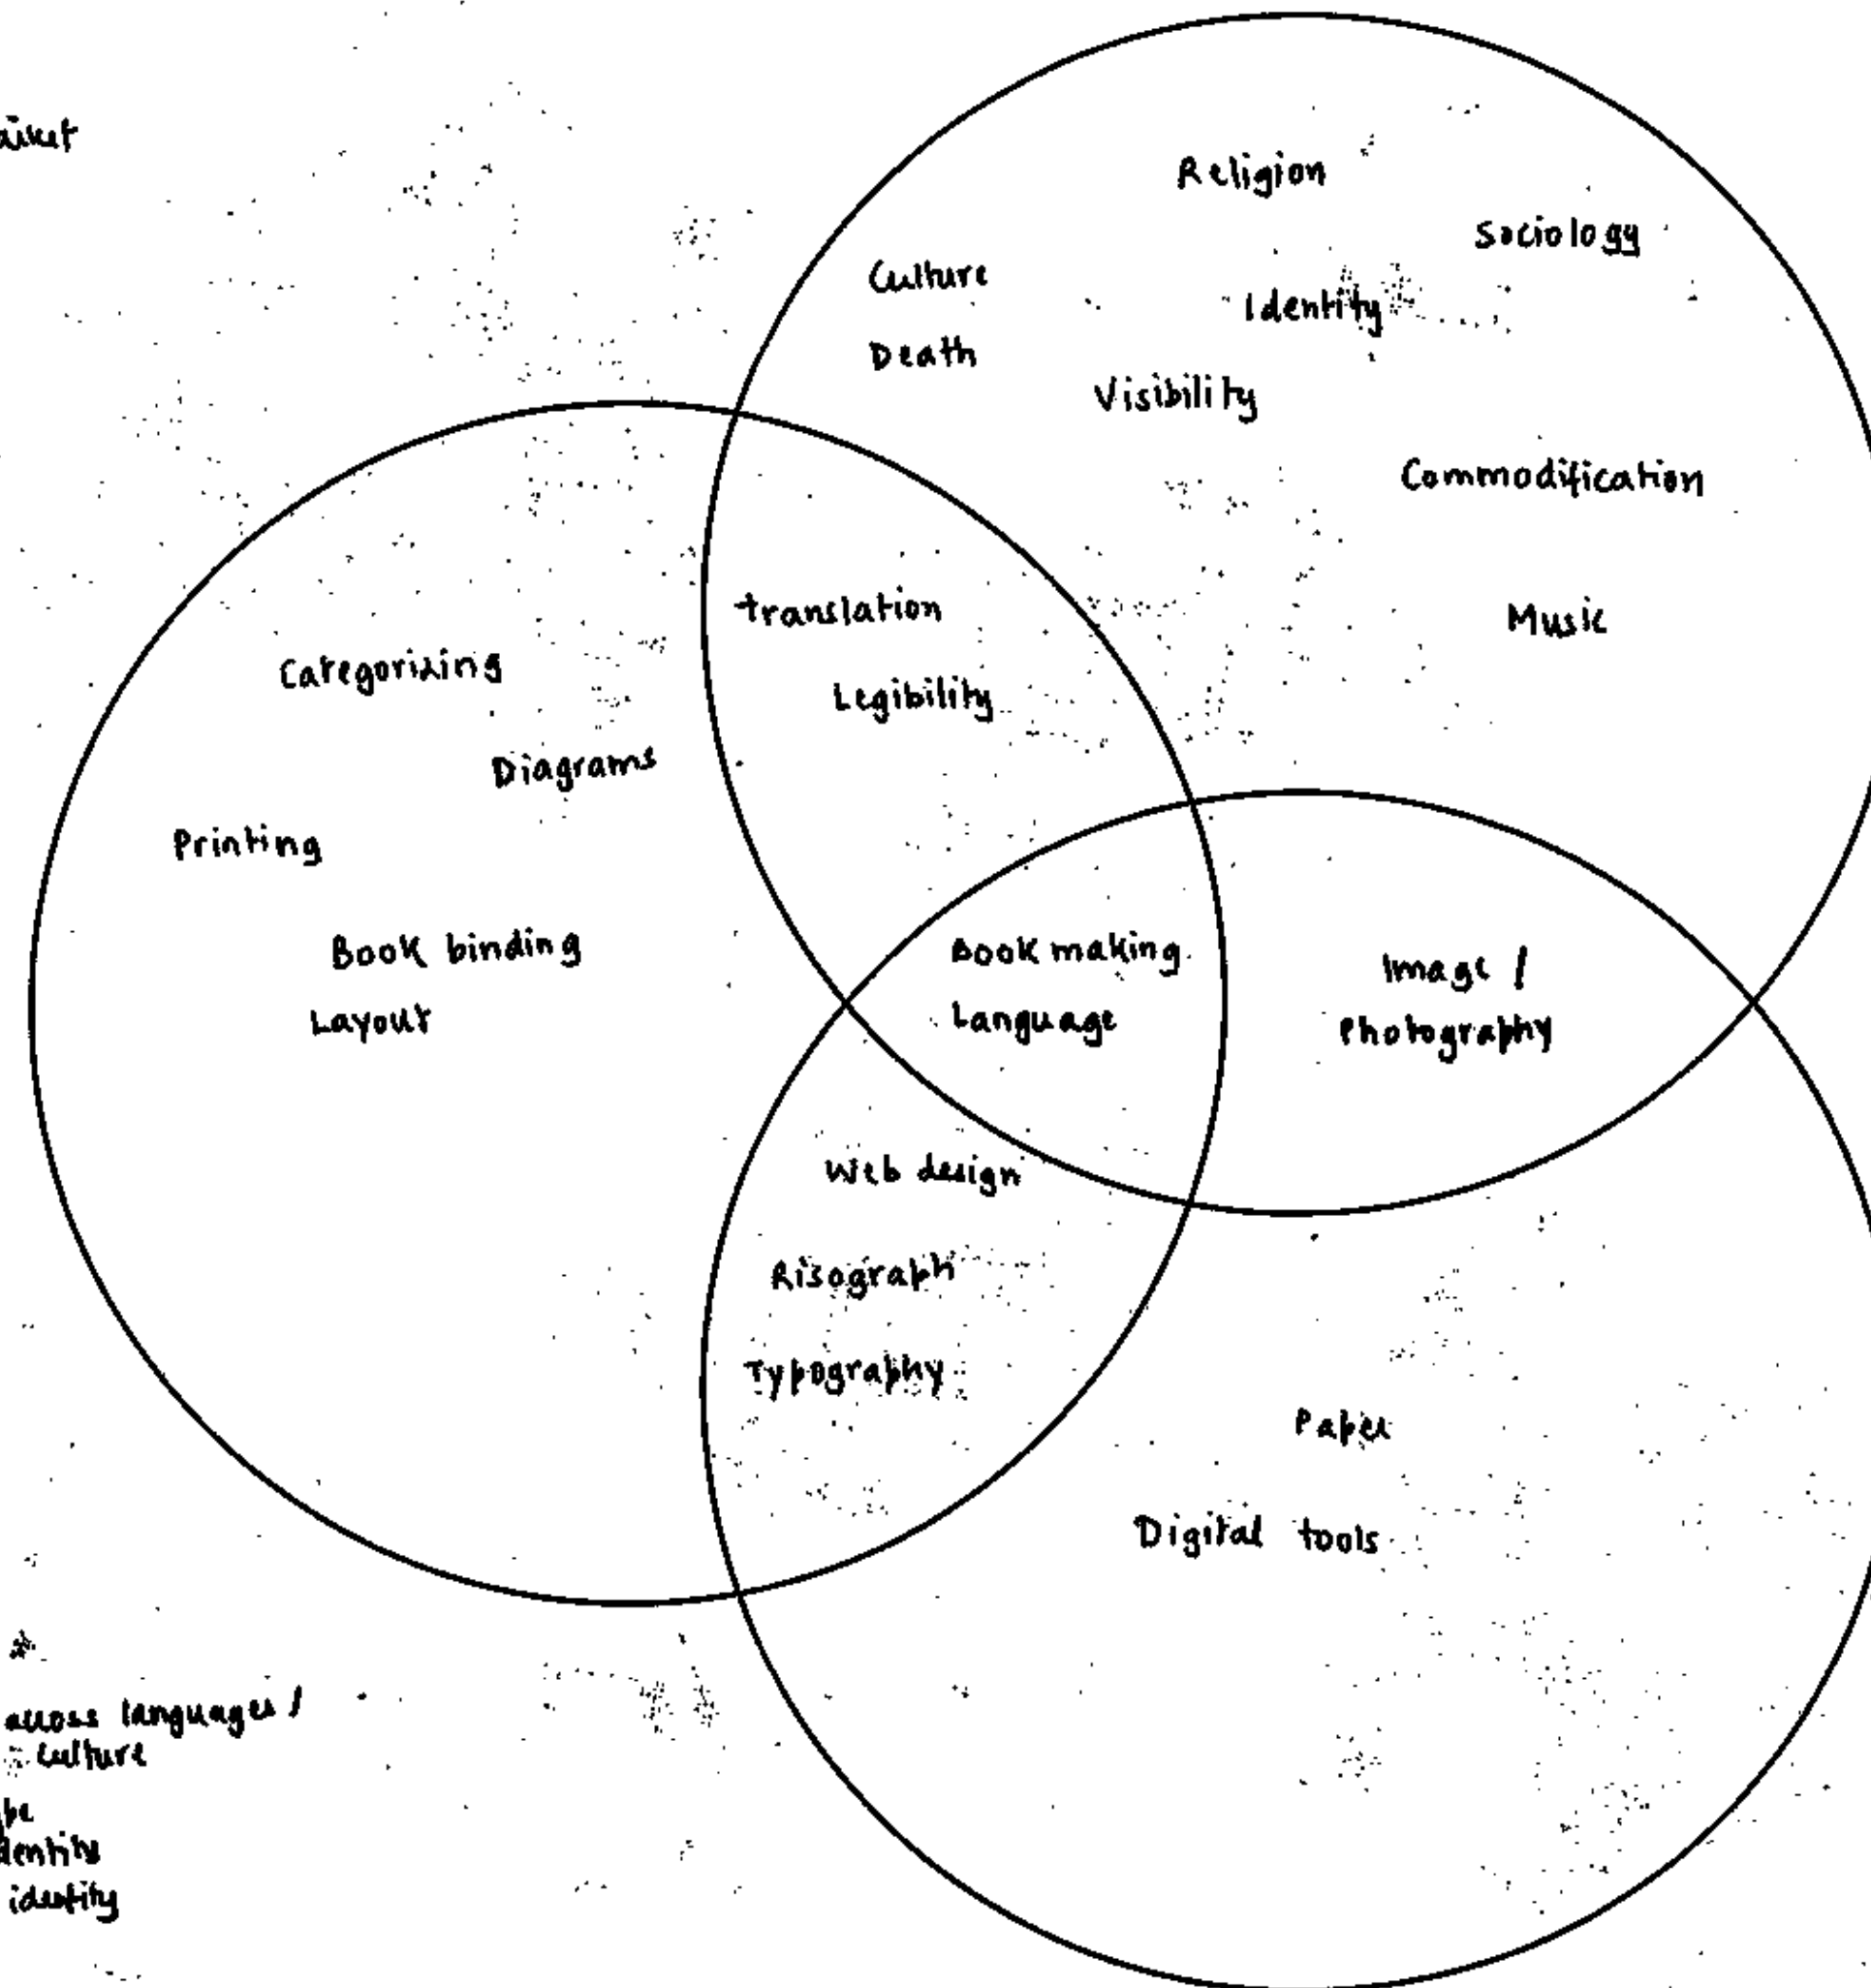 Religion
Sociology
Culture
Identity
Death
Visibility
Commodification
translation
Music
Legibility
Categorizing
Diagrams
Printing
Book binding
Book making
Image /
Layout
Language
Photography
Web design
Risograph
Typography
Paper
Digital tools
across languages /
culture
identity